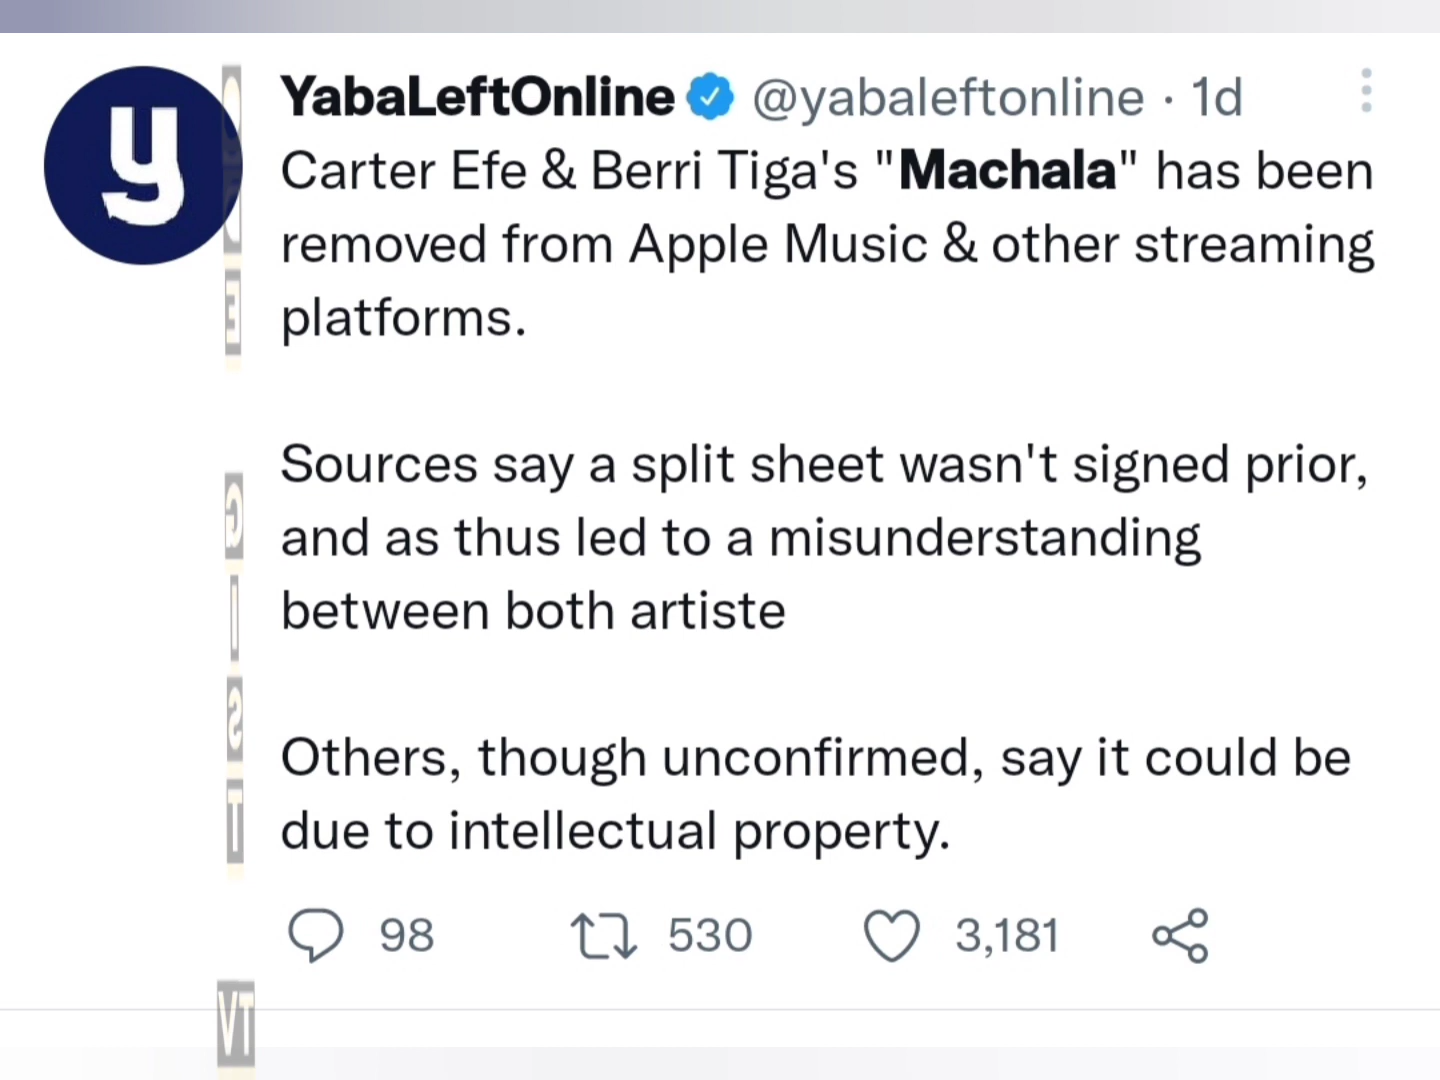 YabaLeftOnline @yabaleftonline · 1d
Carter Efe & Berri Tiga's "Machala" has been
removed from Apple Music & other streaming
platforms.
Sources say a split sheet wasn't signed prior,
and as thus led to a misunderstanding
between both artiste
Others, though unconfirmed, say it could be
due to intellectual property.
98 530 3,181